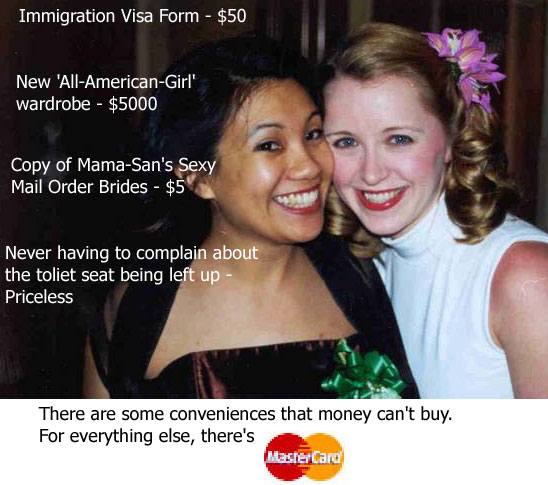 Immigration Visa Form - $50
New 'All-American-Girl'
wardrobe - $5000
Copy of Mama-San's Sexy
Mail Order Brides - $5
Never having to complain about
the toliet seat being left up -
Priceless
There are some conveniences that money can't buy.
For everything else, there's
MasterCard